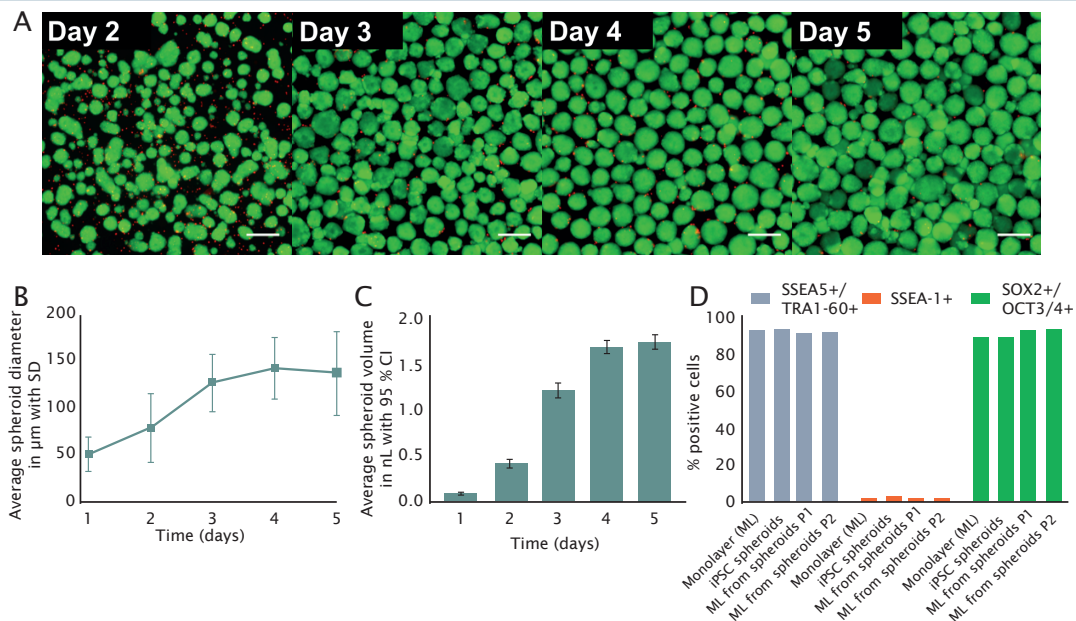 A
Day 2
Day 3
Day 4
Day 5
B
Average spheroid diameter
in µm with SD
200
150
100
50
0
1 2 3 4 5
Time (days)
C
Average spheroid volume
in nL with 95 % CI
2.0
1.5
1.0
0.5
0.0
1 2 3 4 5
Time (days)
D
SSEA5+/
TRA1-60+
SSEA-1+
SOX2+/
OCT3/4+
% positive cells
100
80
60
40
20
0
Monolayer (ML)
iPSC spheroids
ML from spheroids P1
ML from spheroids P2
Monolayer (ML)
iPSC spheroids
ML from spheroids P1
ML from spheroids P2
Monolayer (ML)
iPSC spheroids
ML from spheroids P1
ML from spheroids P2